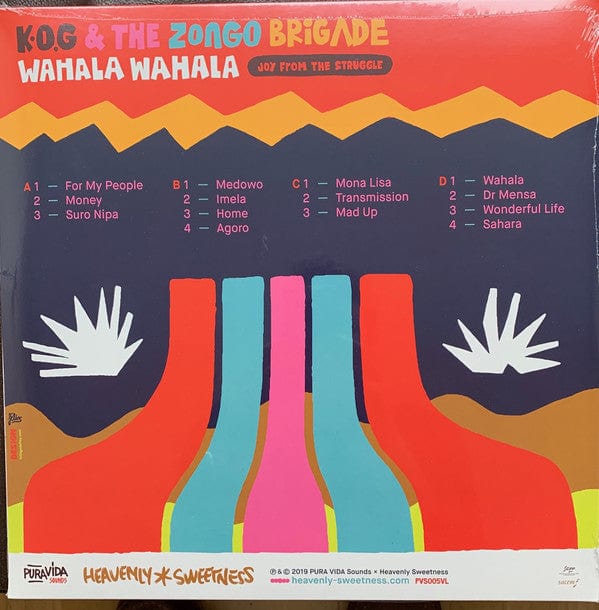 K.O.G & THE ZONGO BRIGADE
WAHALA WAHALA JOY FROM THE STRUGGLE
A 1 — For My People
2 — Money
3 — Suro Nipa
B 1 — Medowo
2 — Imela
3 — Home
4 — Agoro
C 1 — Mona Lisa
2 — Transmission
3 — Mad Up
D 1 — Wahala
2 — Dr Mensa
3 — Wonderful Life
4 — Sahara
PURA VIDA
SOUNDS
HEAVENLY SWEETNESS
℗ & © 2019 PURA VIDA Sounds × Heavenly Sweetness
heavenly-sweetness.com PVS005VL
sacem